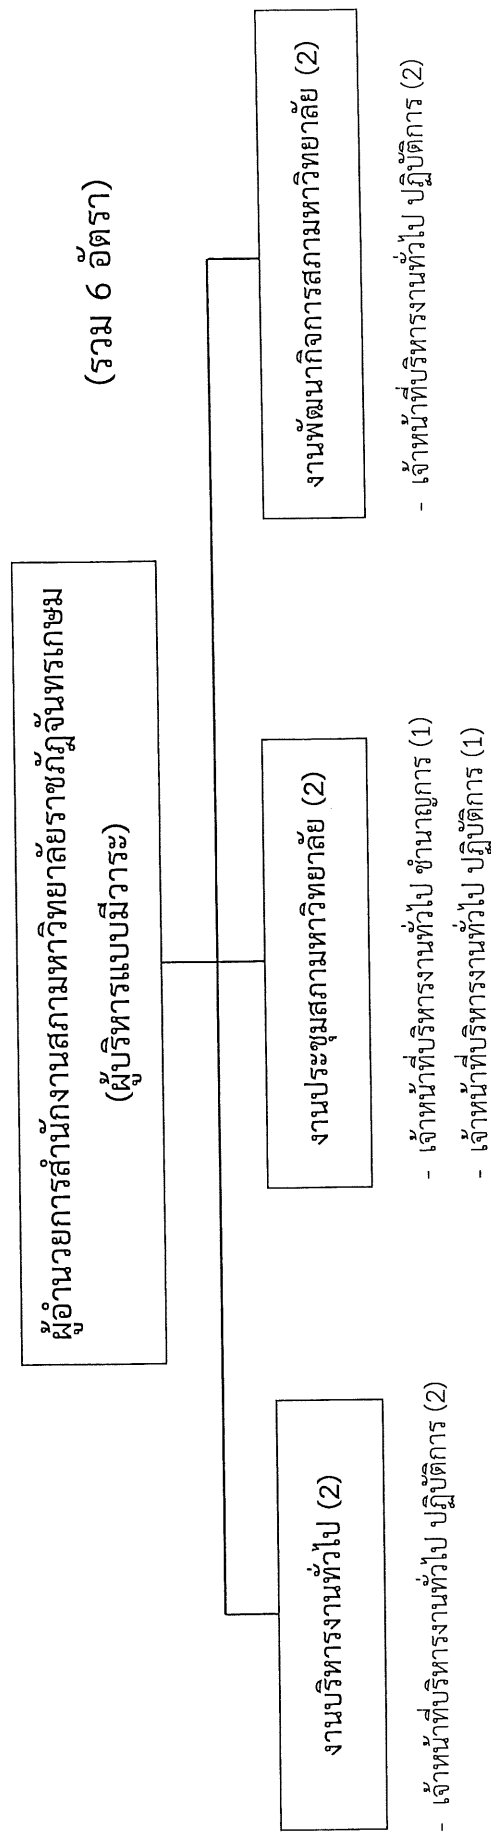 ผู้อำนวยการสำนักงานสภามหาวิทยาลัยราชภัฏจันทรเกษม
(ผู้บริหารแบบมีวาระ)
(รวม 6 อัตรา)
งานบริหารงานทั่วไป (2)
- เจ้าหน้าที่บริหารงานทั่วไป ปฏิบัติการ (2)
งานประชุมสภามหาวิทยาลัย (2)
- เจ้าหน้าที่บริหารงานทั่วไป ชำนาญการ (1)
- เจ้าหน้าที่บริหารงานทั่วไป ปฏิบัติการ (1)
งานพัฒนากิจการสภามหาวิทยาลัย (2)
- เจ้าหน้าที่บริหารงานทั่วไป ปฏิบัติการ (2)